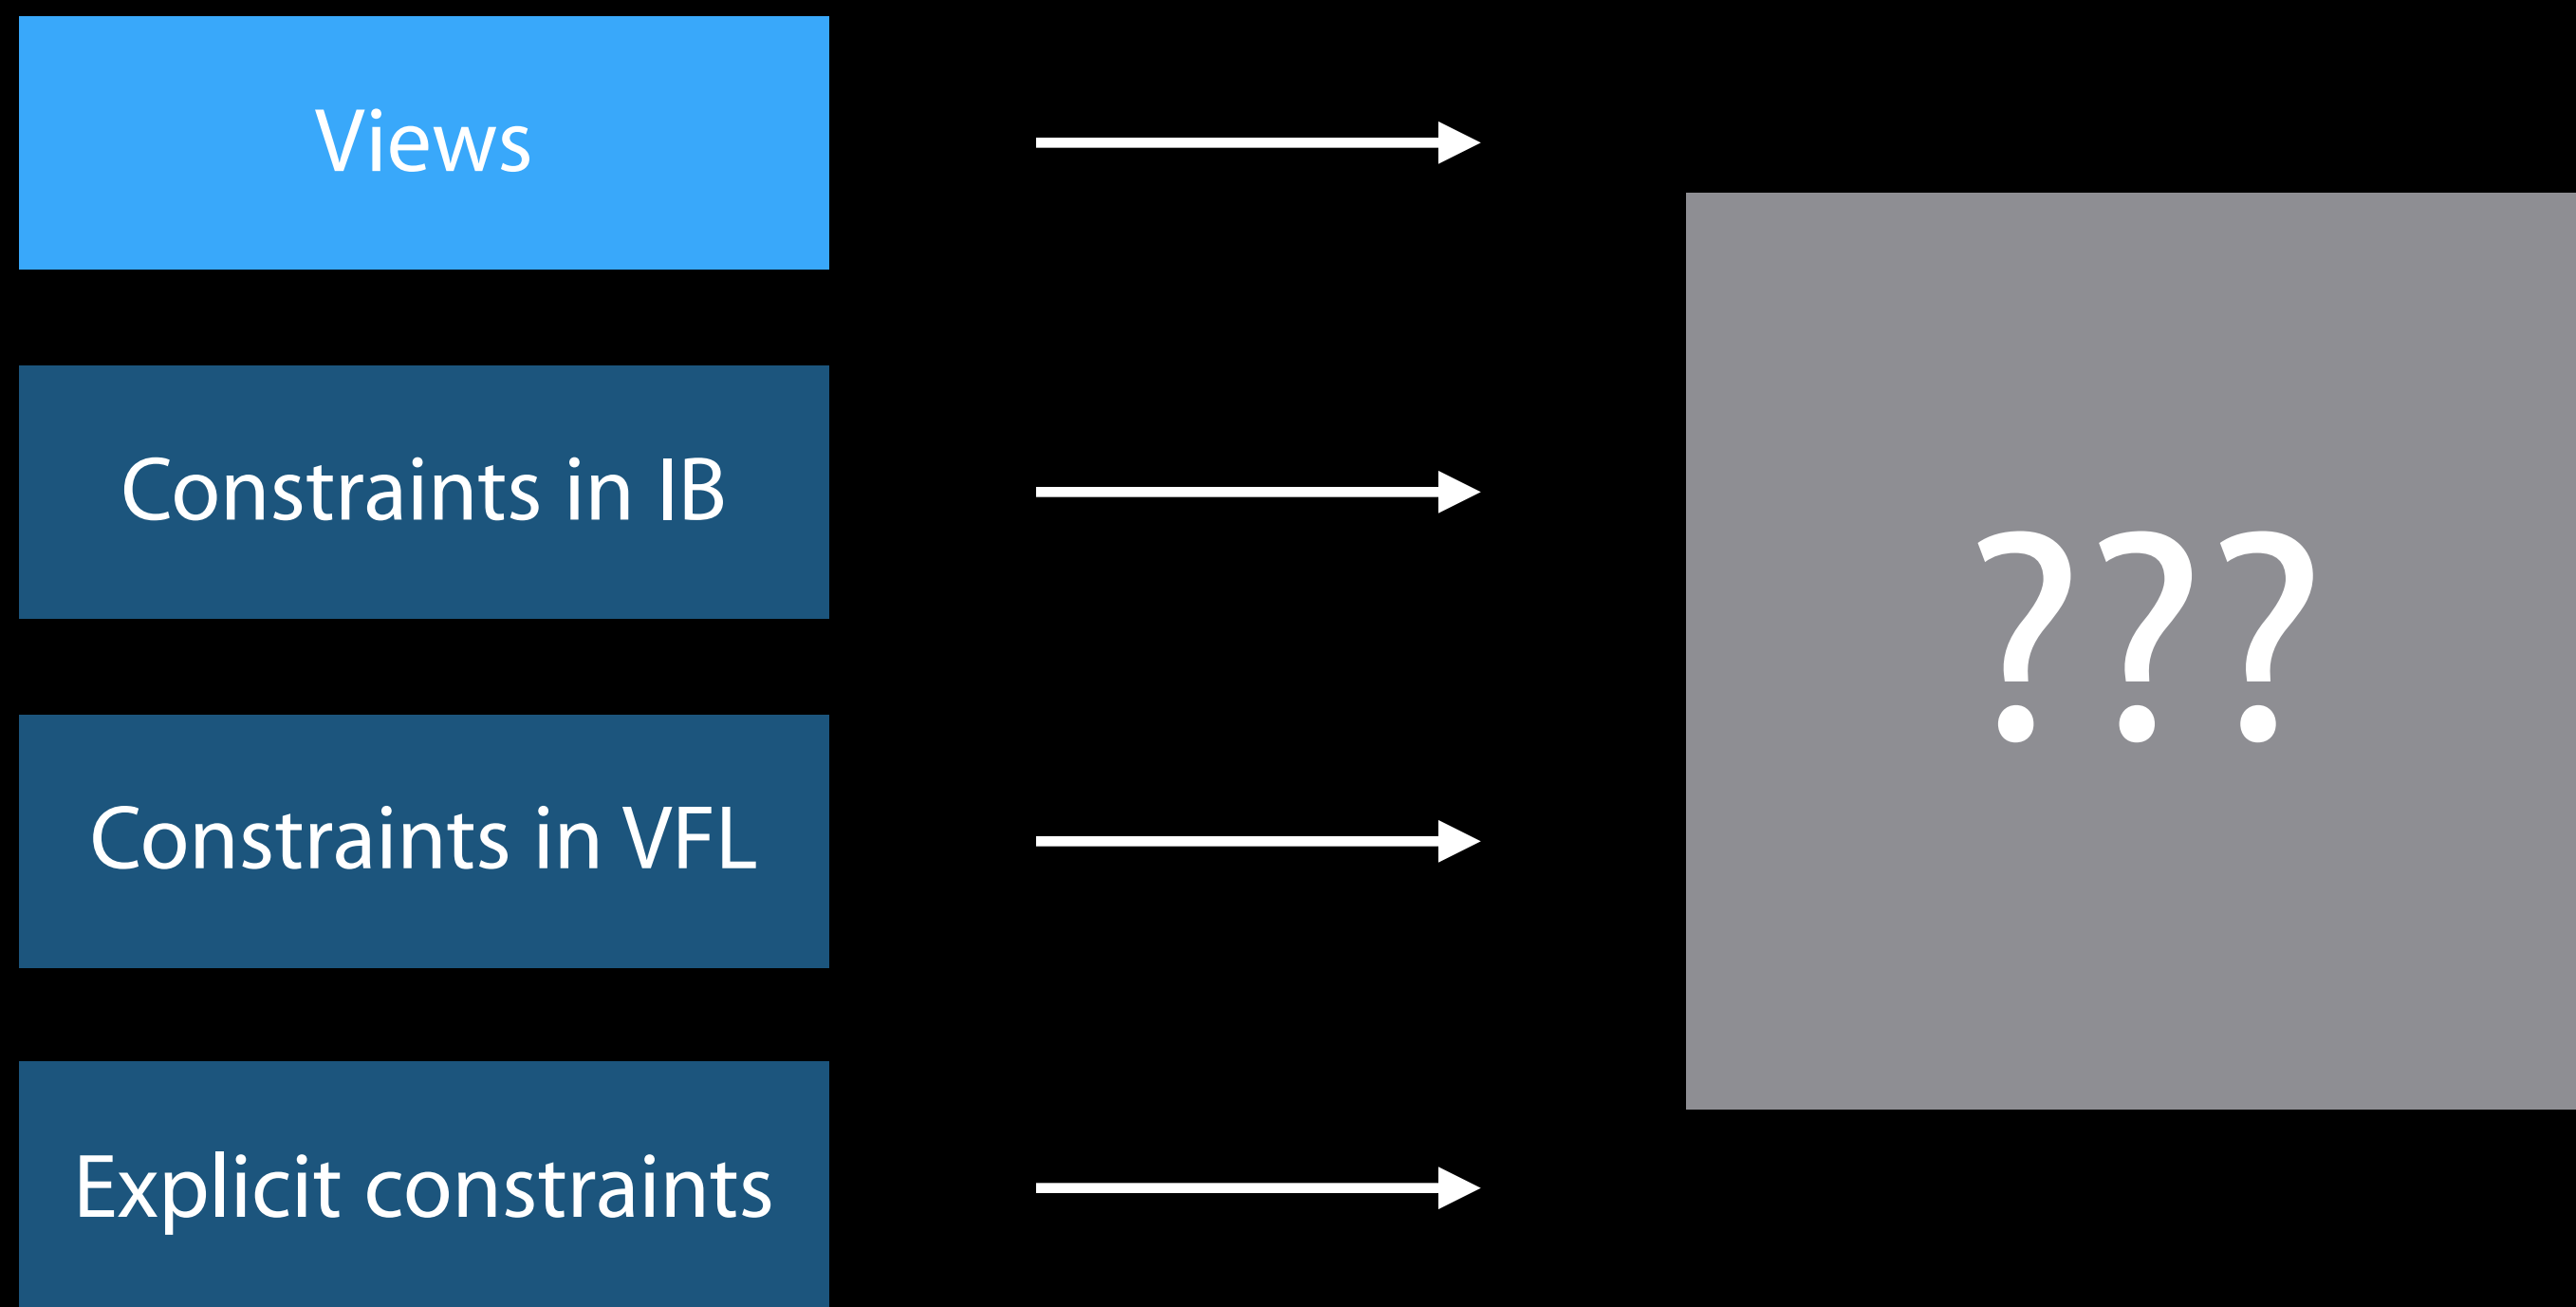 Views
Constraints in IB
Constraints in VFL
Explicit constraints
???